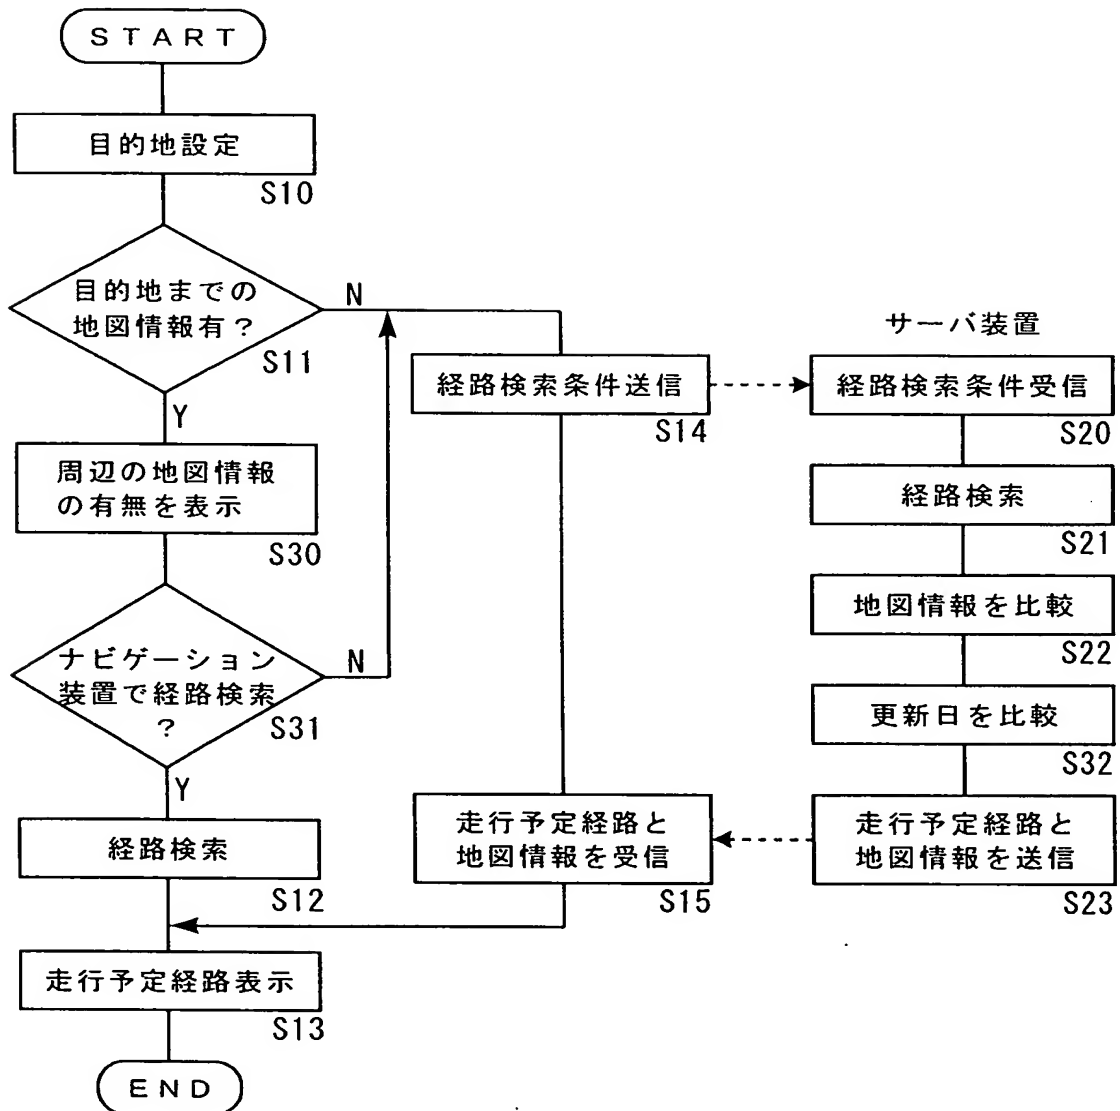 START
目的地設定
S10
目的地までの
地図情報有？
S11
N
Y
周辺の地図情報
の有無を表示
S30
ナビゲーション
装置で経路検索
？
S31
N
Y
経路検索
S12
走行予定経路表示
S13
END
経路検索条件送信
S14
走行予定経路と
地図情報を受信
S15
サーバ装置
経路検索条件受信
S20
経路検索
S21
地図情報を比較
S22
更新日を比較
S32
走行予定経路と
地図情報を送信
S23